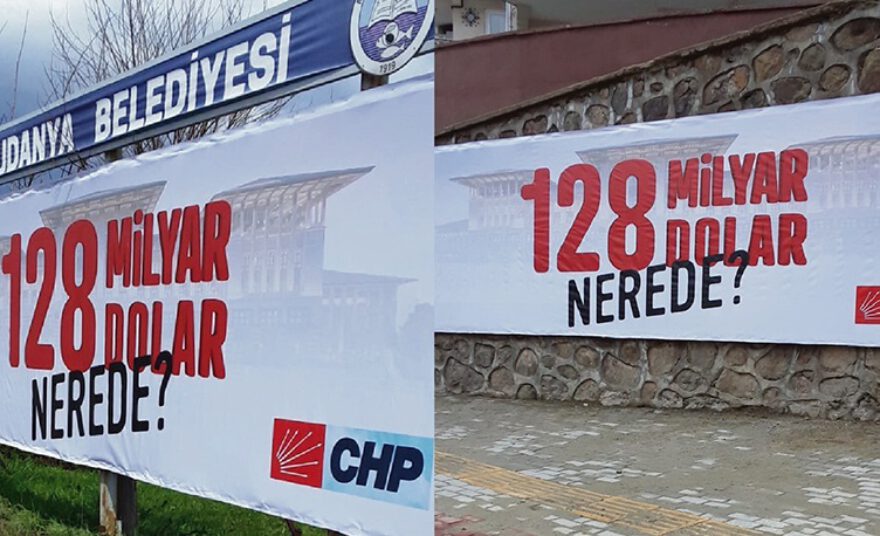 UDANYA BELEDİYESİ
1919
128 MİLYAR
DOLAR
NEREDE?
CHP
128 MİLYAR
DOLAR
NEREDE?